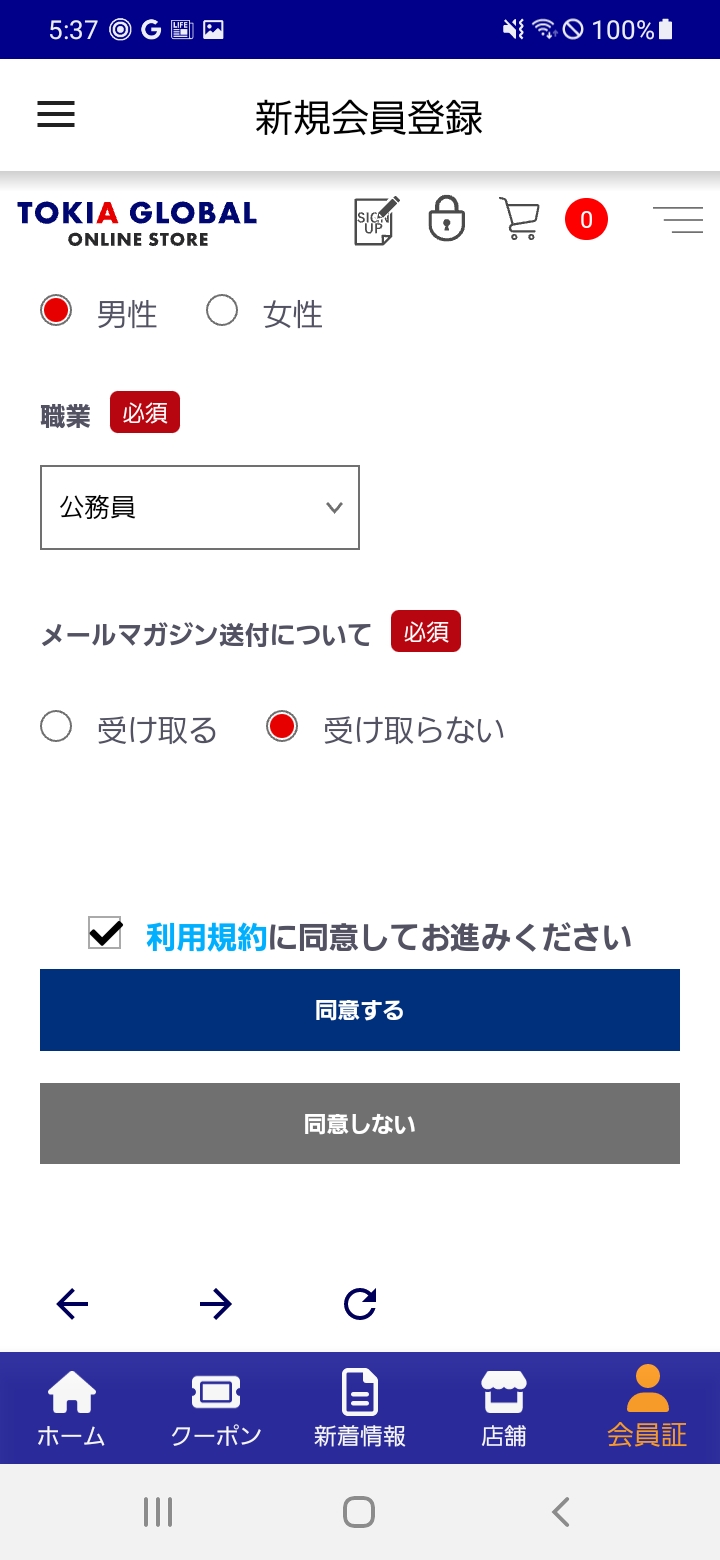 5:37
100%
新規会員登録
TOKIA GLOBAL
ONLINE STORE
SIGN UP
0
男性 女性
職業 必須
公務員
メールマガジン送付について 必須
受け取る 受け取らない
利用規約に同意してお進みください
同意する
同意しない
ホーム クーポン 新着情報 店舗 会員証